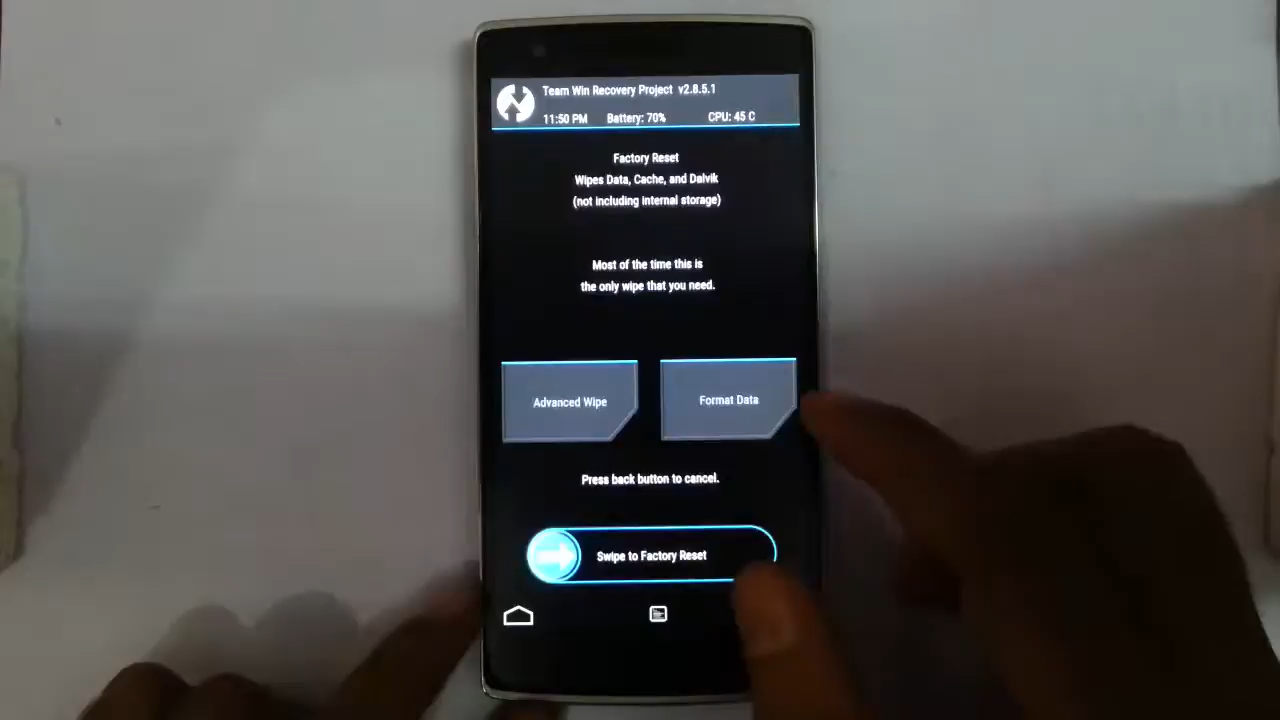 Team Win Recovery Project v2.8.5.1
11:50 PM Battery: 70% CPU: 45 C
Factory Reset
Wipes Data, Cache, and Dalvik
(not including internal storage)
Most of the time this is
the only wipe that you need.
Advanced Wipe Format Data
Press back button to cancel.
Swipe to Factory Reset